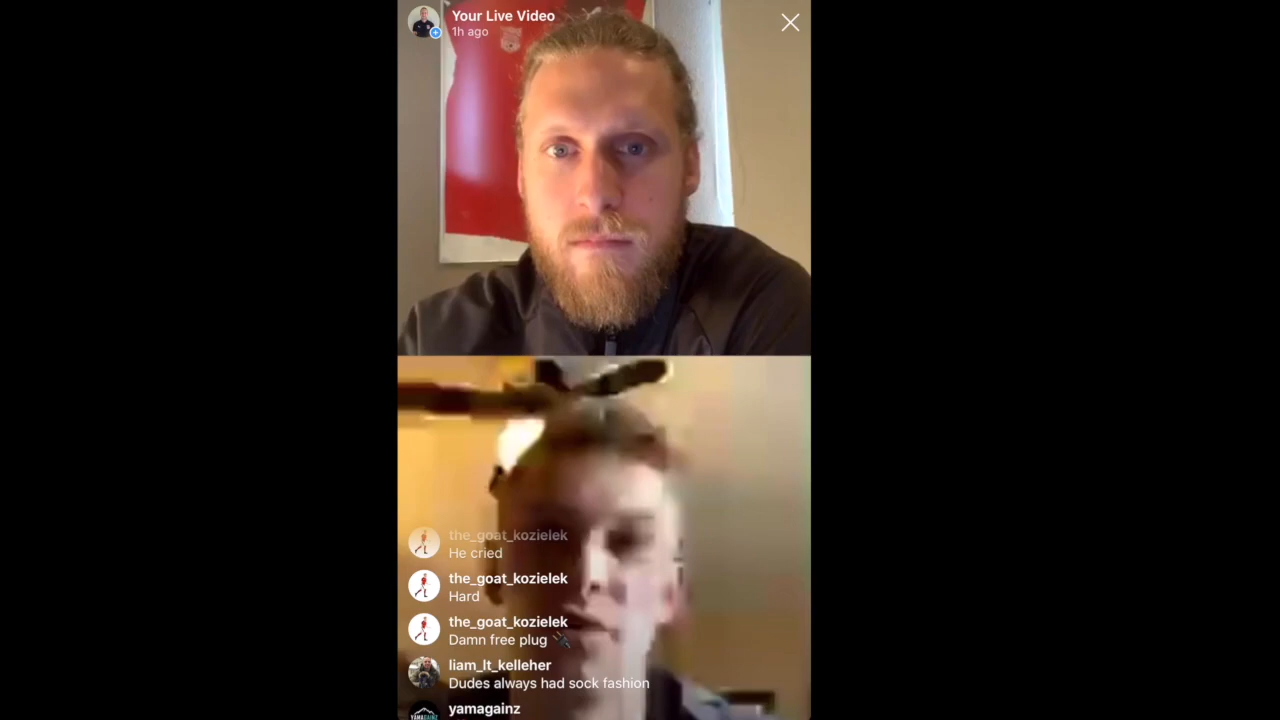 Your Live Video
1h ago
the_goat_kozielek
He cried
the_goat_kozielek
Hard
the_goat_kozielek
Damn free plug 🔌
liam_lt_kelleher
Dudes always had sock fashion
yamagainz
YAMAGAINZ